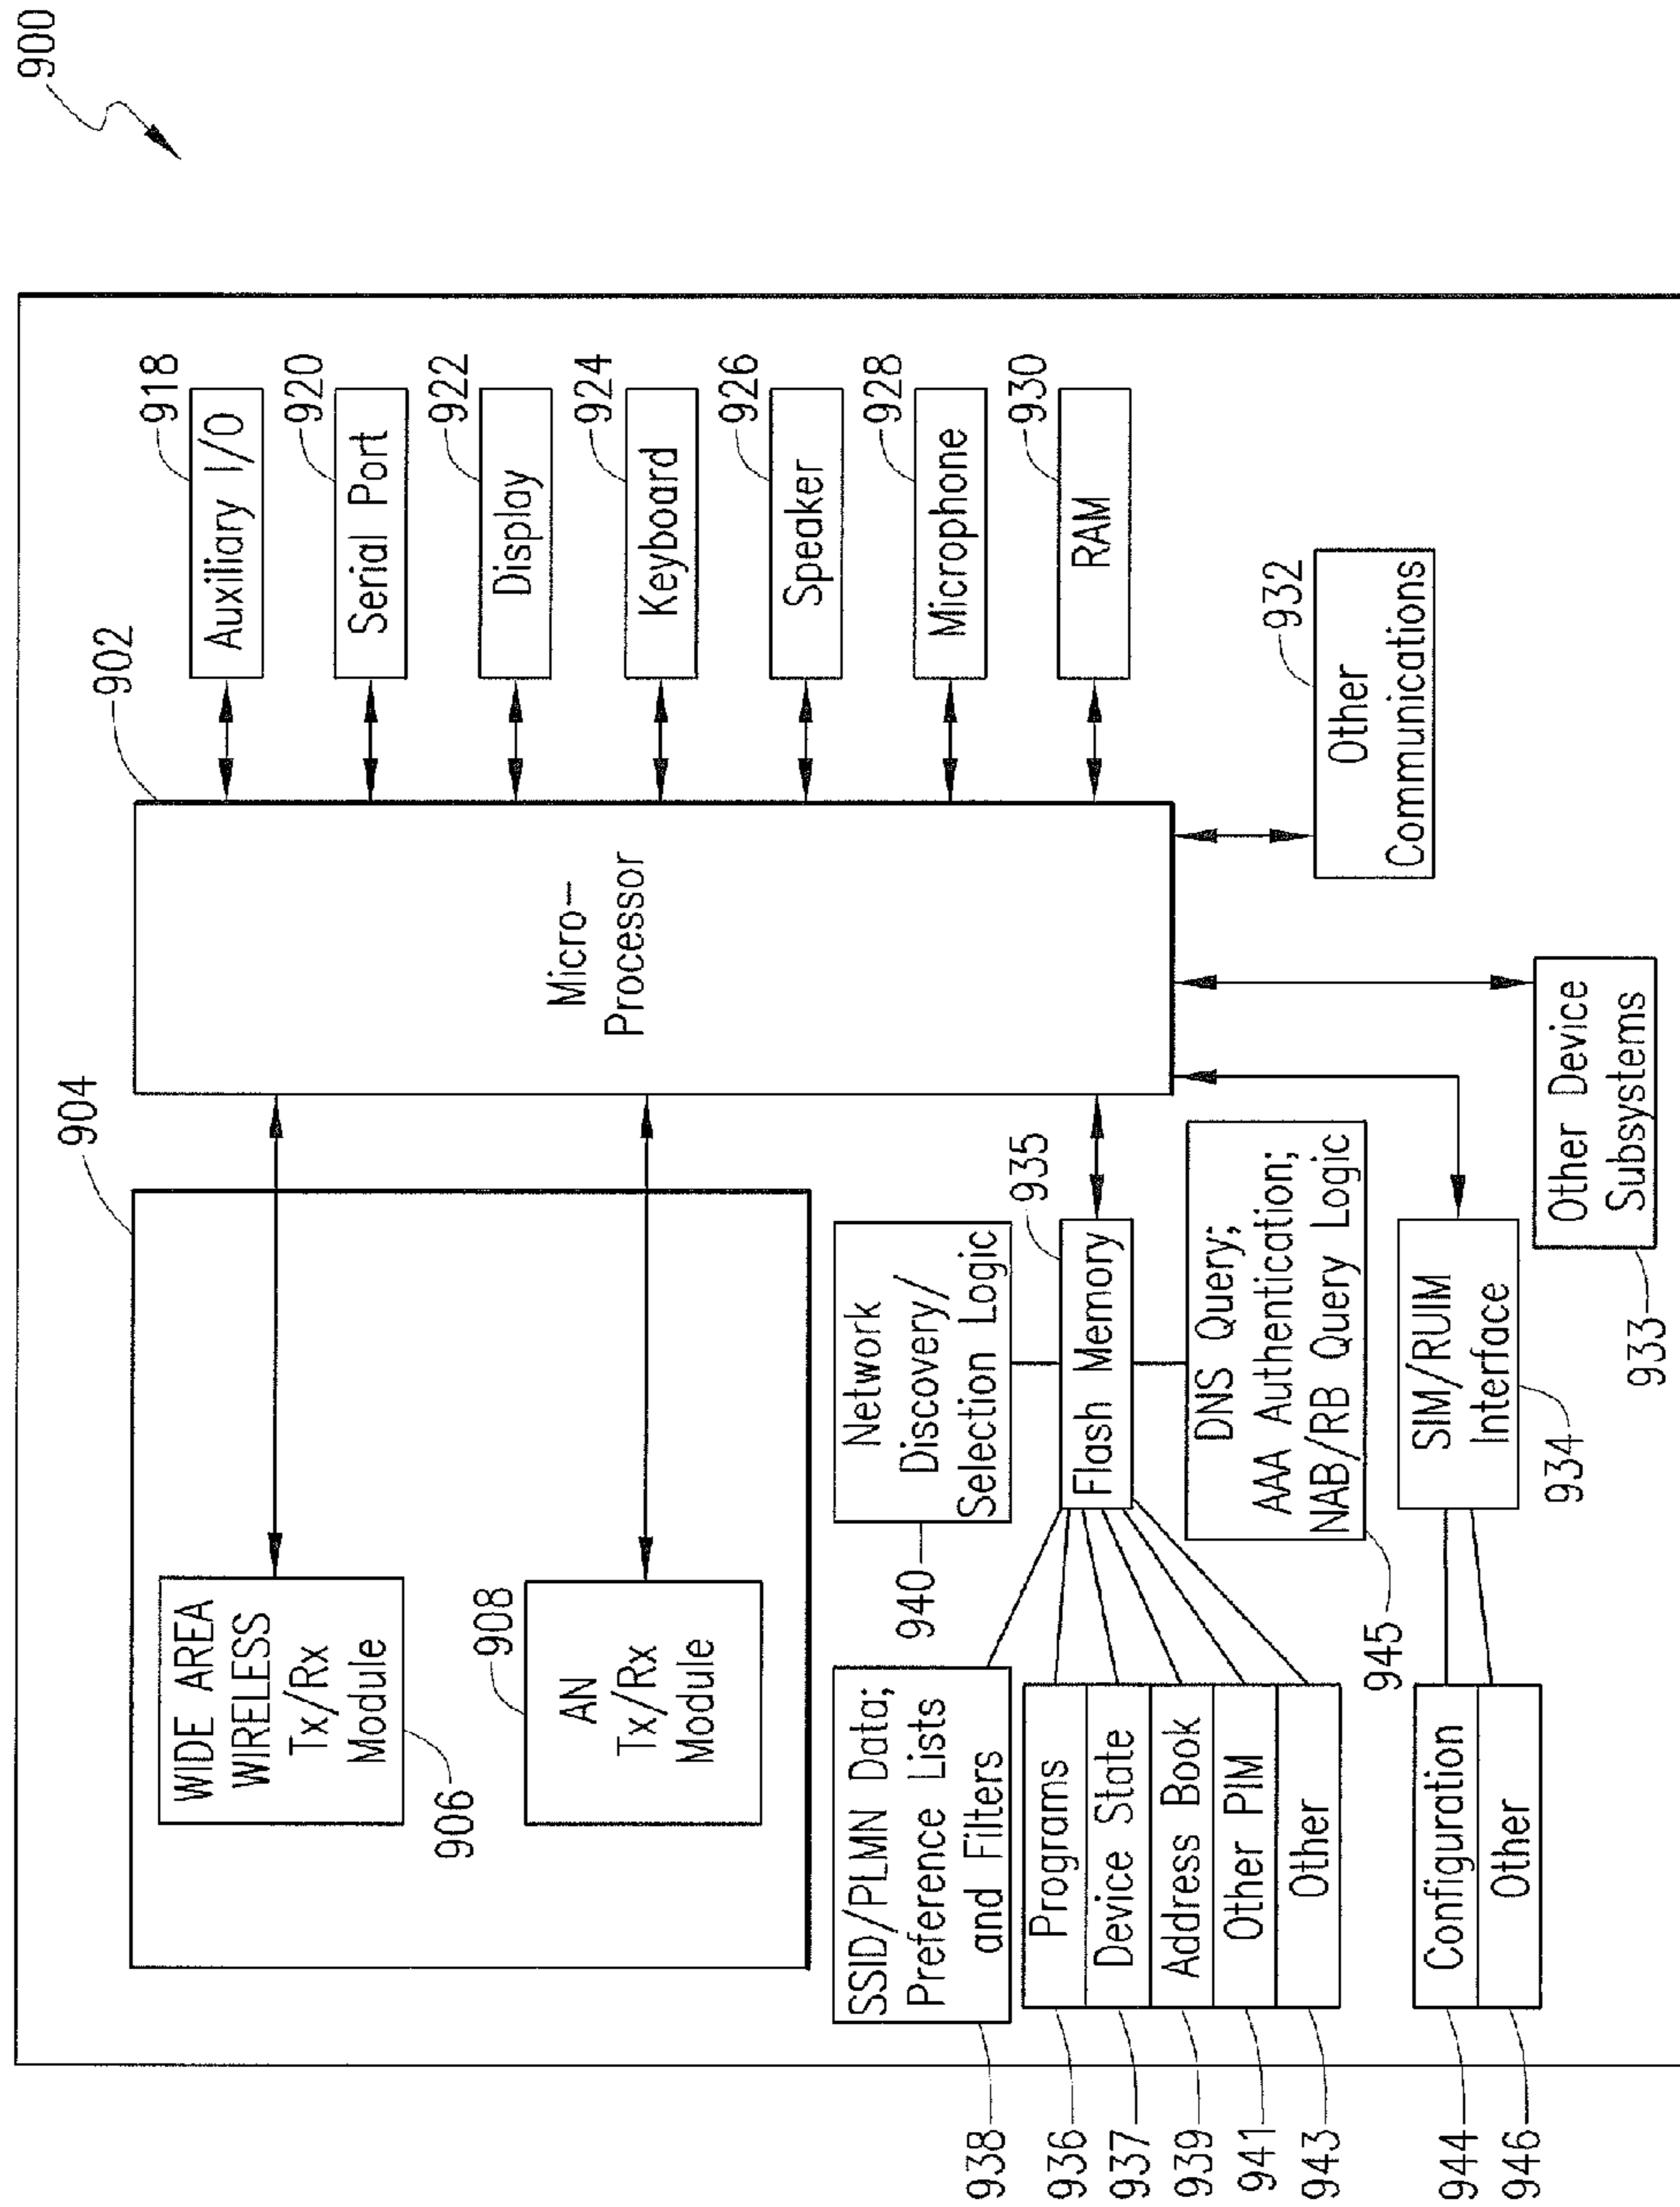 900
904
902
WIDE AREA
WIRELESS
Tx/Rx
Module
906
908
AN
Tx/Rx
Module
Micro-
Processor
918
Auxiliary I/O
920
Serial Port
922
Display
924
Keyboard
926
Speaker
928
Microphone
930
RAM
932
Other
Communications
Other Device
Subsystems
933
Network
Discovery/
Selection Logic
940
935
Flash Memory
DNS Query;
AAA Authentication;
NAB/RB Query Logic
945
SIM/RUIM
Interface
934
SSID/PLMN Data;
Preference Lists
and Filters
938
Programs
936
Device State
937
Address Book
939
Other PIM
941
Other
943
Configuration
944
Other
946